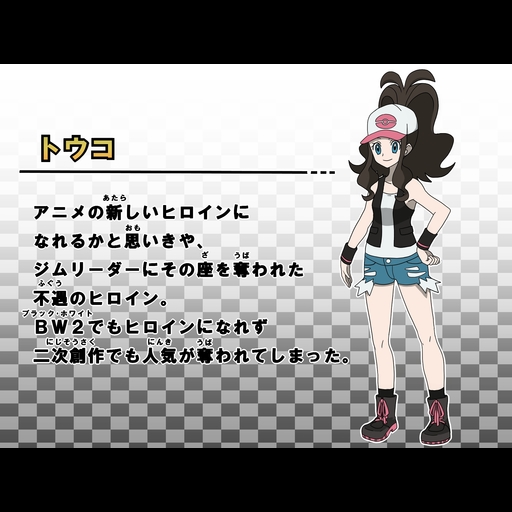 トウコ
アニメの新しいヒロインに
なれるかと思いきや、
ジムリーダーにその座を奪われた
不遇のヒロイン。
BW2でもヒロインになれず
二次創作でも人気が奪われてしまった。